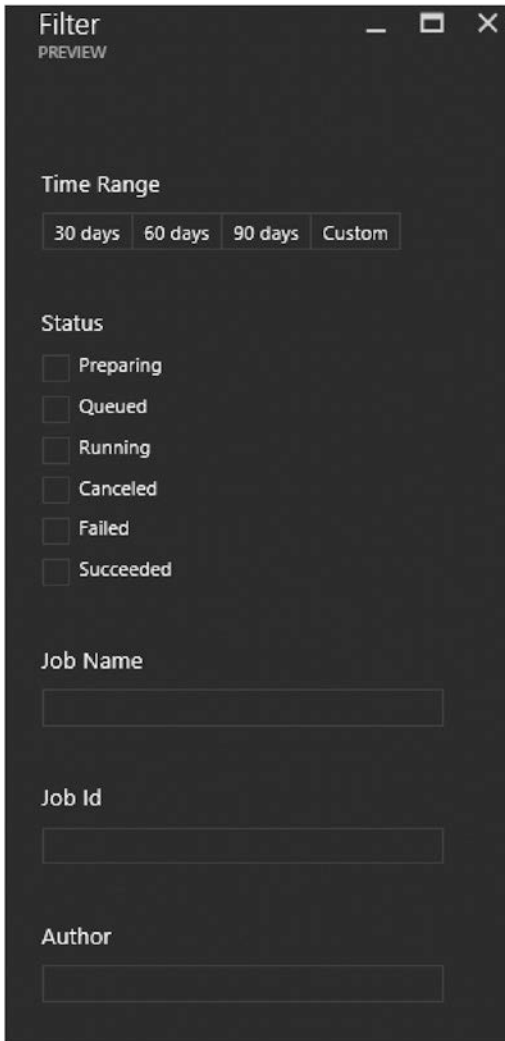 Filter
PREVIEW
Time Range
30 days 60 days 90 days Custom
Status
Preparing
Queued
Running
Canceled
Failed
Succeeded
Job Name
Job Id
Author